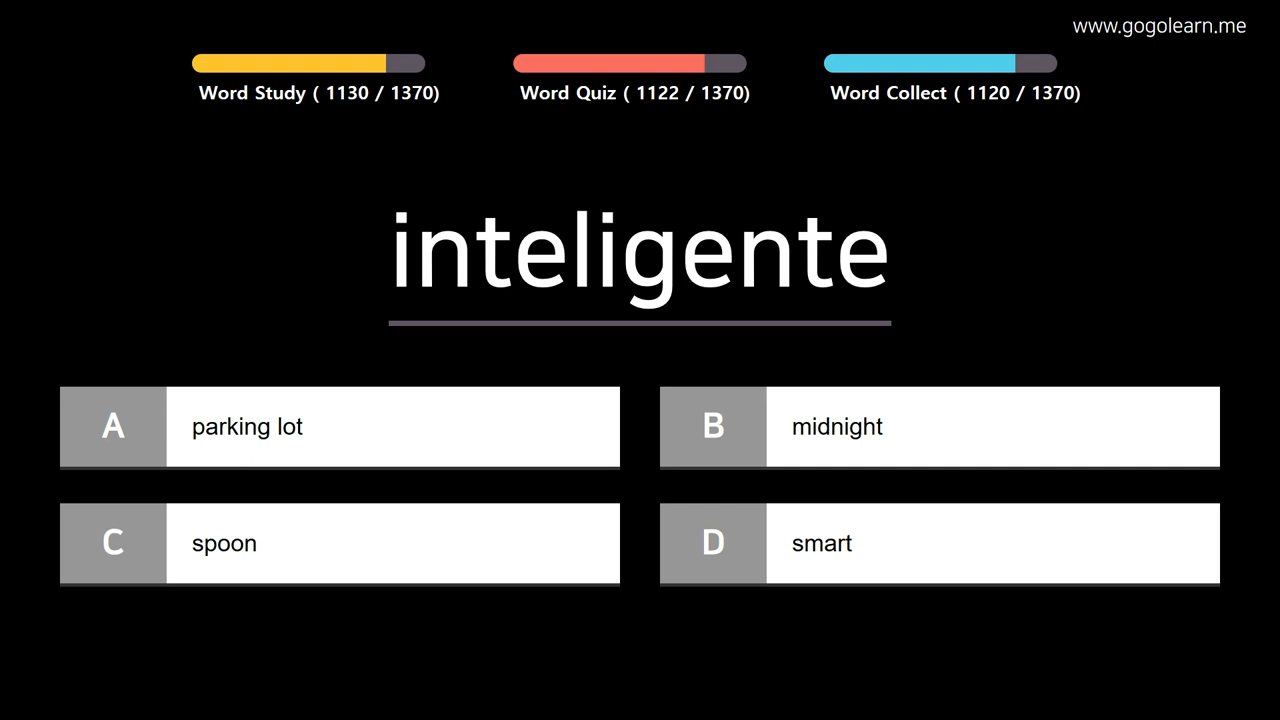 www.gogolearn.me
Word Study ( 1130 / 1370)
Word Quiz ( 1122 / 1370)
Word Collect ( 1120 / 1370)
inteligente
A parking lot
B midnight
C spoon
D smart